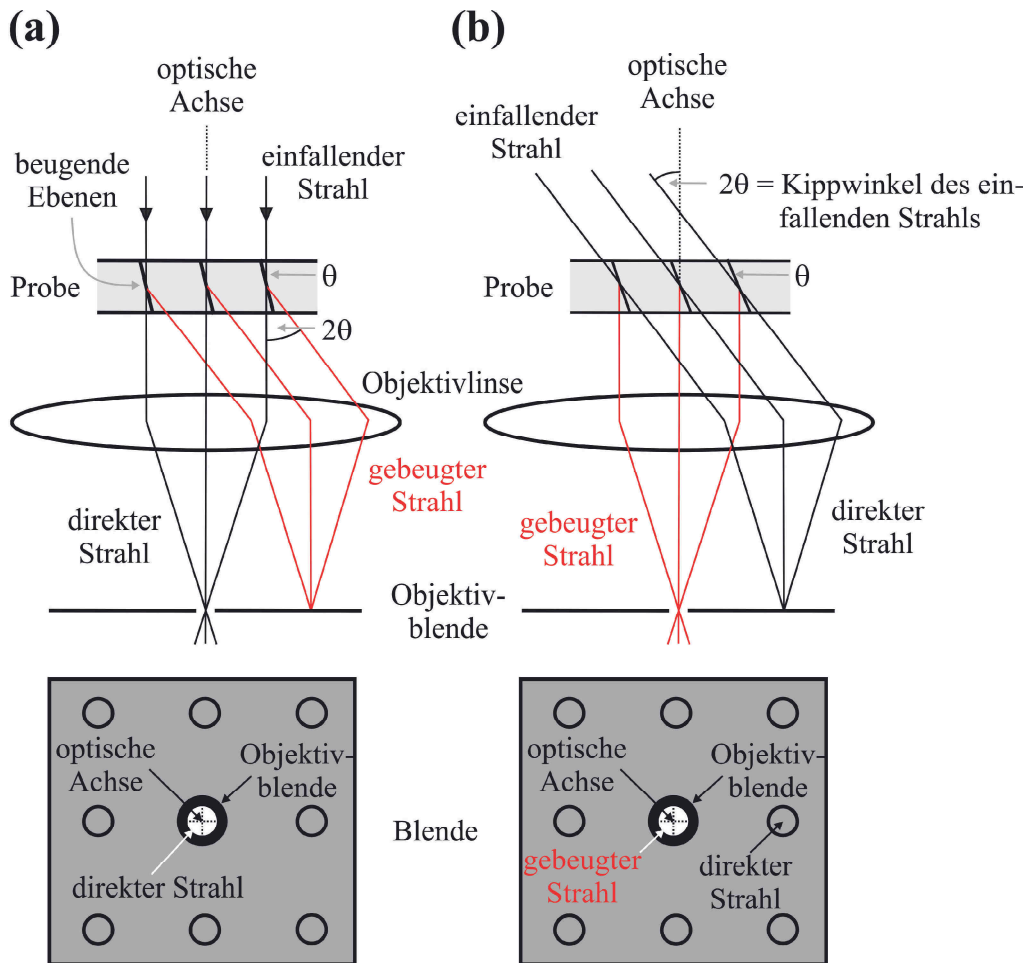 (a)
optische
Achse
beugende
Ebenen
einfallender
Strahl
θ
Probe
2θ
Objektivlinse
gebeugter
Strahl
direkter
Strahl
Objektiv-
blende
optische
Achse
Objektiv-
blende
direkter Strahl
Blende
(b)
optische
Achse
einfallender
Strahl
2θ = Kippwinkel des ein-
fallenden Strahls
θ
Probe
gebeugter
Strahl
direkter
Strahl
optische
Achse
Objektiv-
blende
gebeugter
Strahl
direkter
Strahl